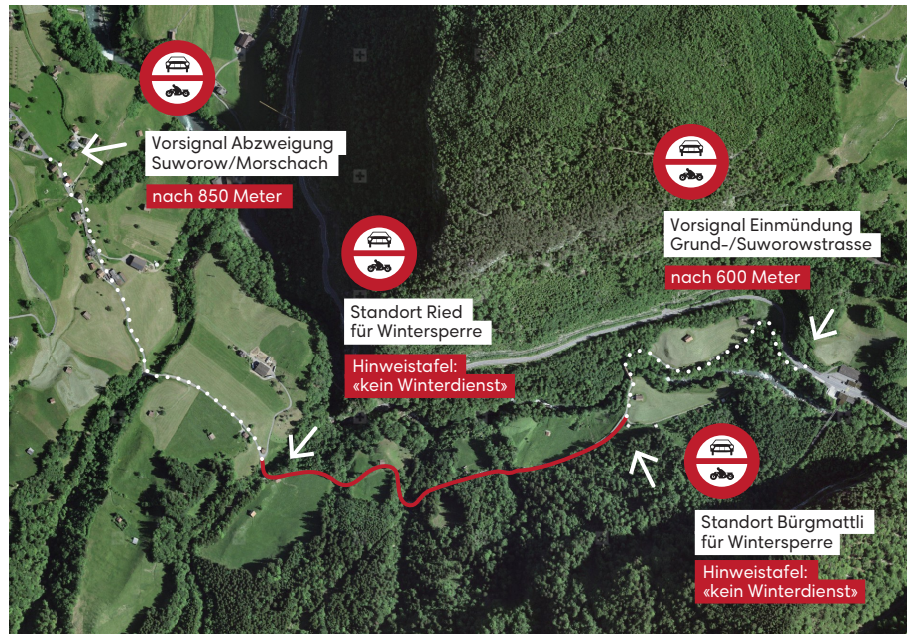 Vorsignal Abzweigung
Suworow/Morschach
nach 850 Meter
Standort Ried
für Wintersperre
Hinweistafel:
«kein Winterdienst»
Vorsignal Einmündung
Grund-/Suworowstrasse
nach 600 Meter
Standort Bürgmattli
für Wintersperre
Hinweistafel:
«kein Winterdienst»